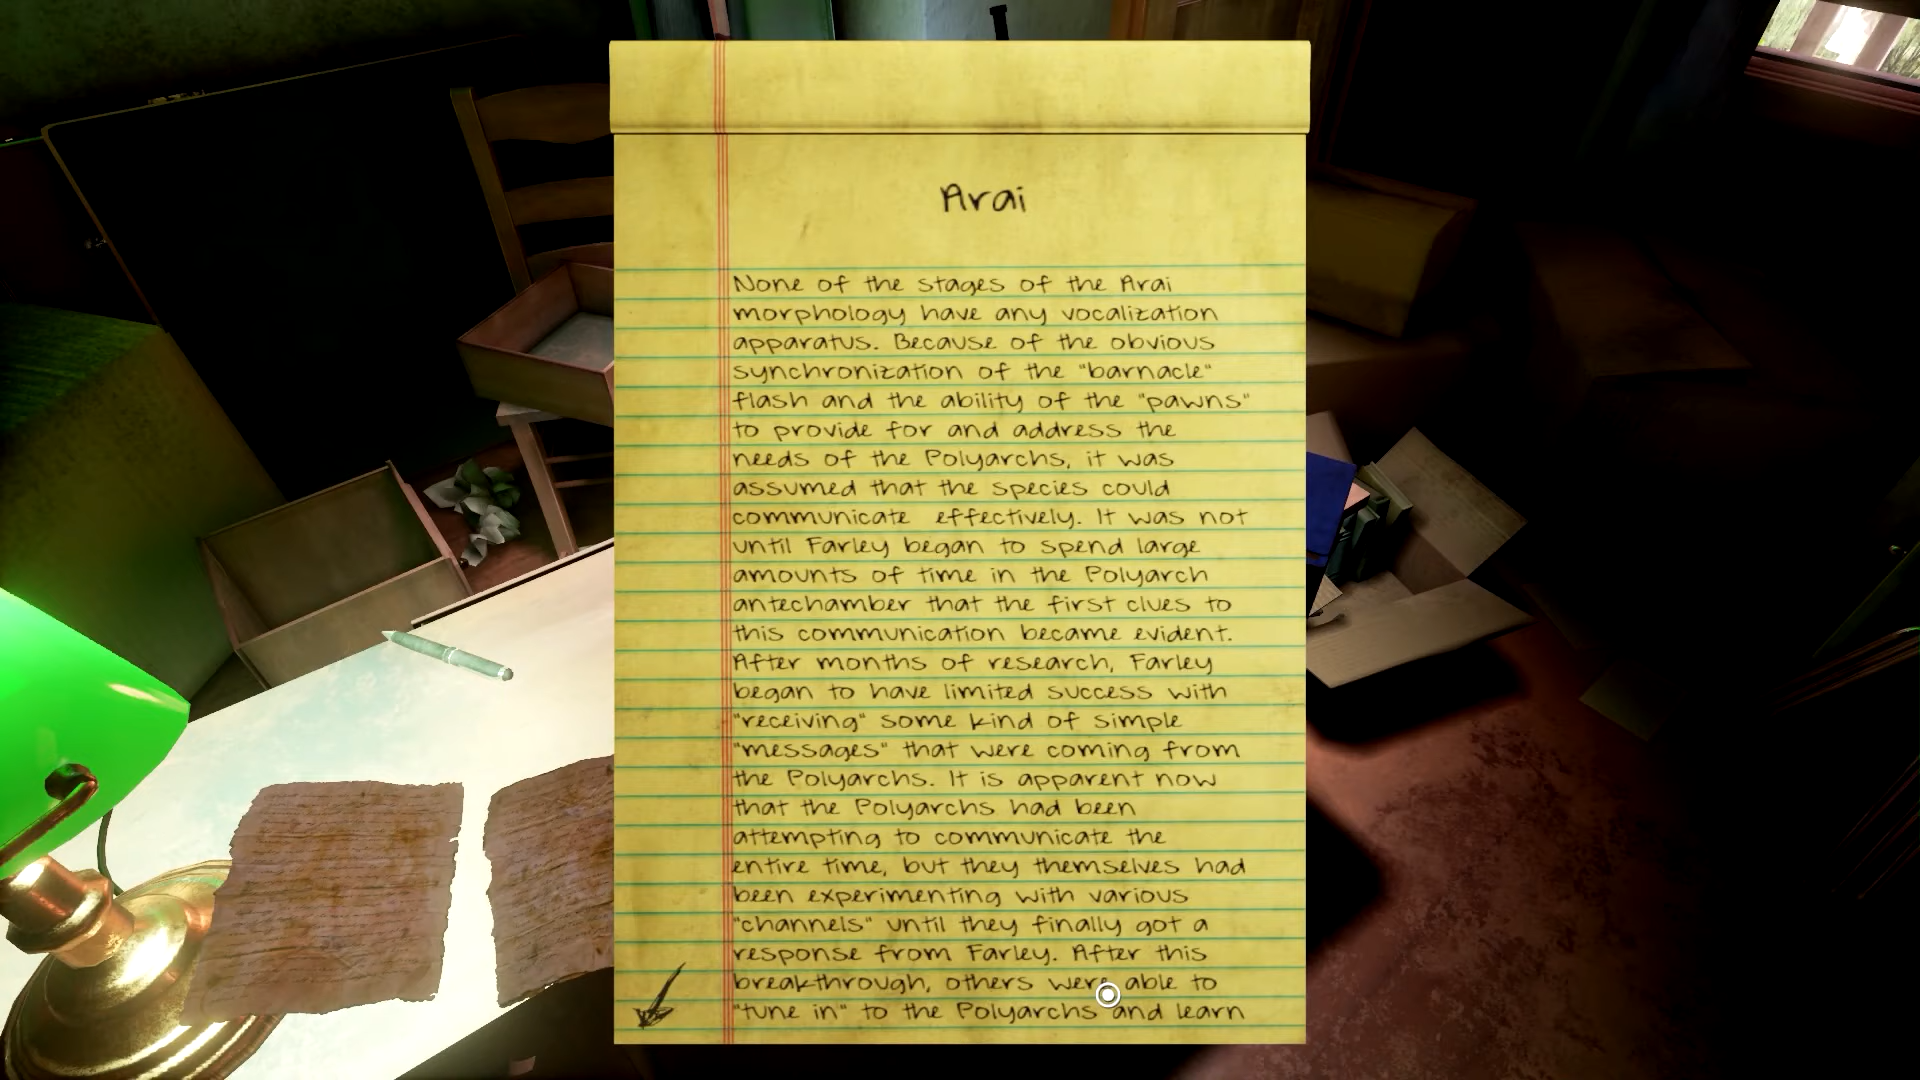 Arai
None of the stages of the Arai
morphology have any vocalization
apparatus. Because of the obvious
synchronization of the "barnacle"
flash and the ability of the "pawns"
to provide for and address the
needs of the Polyarchs, it was
assumed that the species could
communicate effectively. It was not
until Farley began to spend large
amounts of time in the Polyarch
antechamber that the first clues to
this communication became evident.
After months of research, Farley
began to have limited success with
"receiving" some kind of simple
"messages" that were coming from
the Polyarchs. It is apparent now
that the Polyarchs had been
attempting to communicate the
entire time, but they themselves had
been experimenting with various
"channels" until they finally got a
response from Farley. After this
breakthrough, others were able to
"tune in" to the Polyarchs and learn